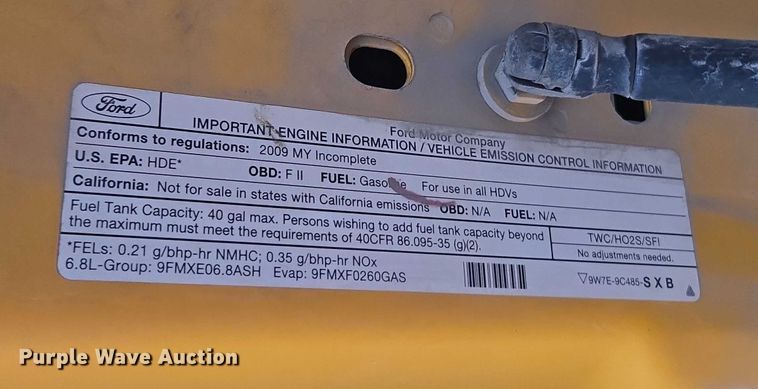 Ford
Ford Motor Company
IMPORTANT ENGINE INFORMATION / VEHICLE EMISSION CONTROL INFORMATION
Conforms to regulations: 2009 MY Incomplete
U.S. EPA: HDE* OBD: F II FUEL: Gasoline For use in all HDVs
California: Not for sale in states with California emissions OBD: N/A FUEL: N/A
Fuel Tank Capacity: 40 gal max. Persons wishing to add fuel tank capacity beyond
the maximum must meet the requirements of 40CFR 86.095-35 (g)(2).
TWC/HO2S/SFI
No adjustments needed.
*FELs: 0.21 g/bhp-hr NMHC; 0.35 g/bhp-hr NOx
6.8L-Group: 9FMXE06.8ASH Evap: 9FMXF0260GAS
9W7E-9C485-SXB
Purple Wave Auction